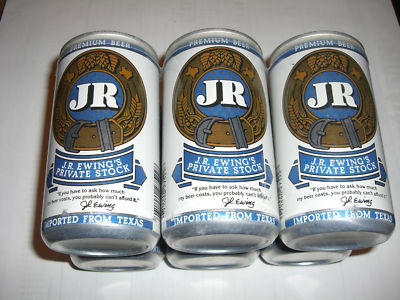 PREMIUM BEER
JR
J.R. EWING'S
PRIVATE STOCK
"If you have to ask how much
my beer costs, you probably can't afford it."
J.R. Ewing
IMPORTED FROM TEXAS
PREMIUM BEER
JR
J.R. EWING'S
PRIVATE STOCK
"If you have to ask how much
my beer costs, you probably can't afford it."
J.R. Ewing
IMPORTED FROM TEXAS
PREMIUM BEER
JR
J.R. EWING'S
PRIVATE STOCK
"If you have to ask how much
my beer costs, you probably can't afford it."
J.R. Ewing
IMPORTED FROM TEXAS